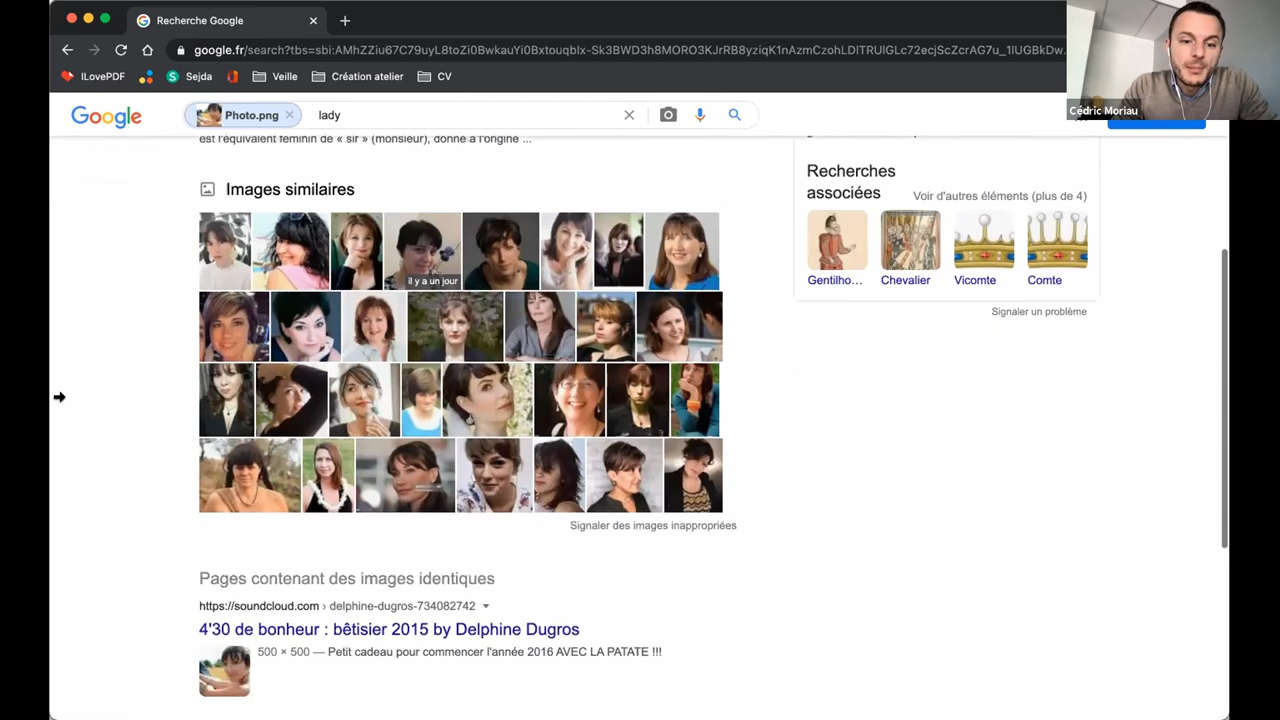 Recherche Google
google.fr/search?tbs=sbi:AMhZZiu67C79uyL8toZi0BwkauYi0Bxtouqblx-Sk3BWD3h8MORO3KJrRB8yziqK1nAzmCzohLDITRUlGLc72ecjScZcrAG7u_1lUGBkDw..
ILovePDF
Sejda
Veille
Création atelier
CV
Cédric Moriau
Google
Photo.png
lady
est l'équivalent féminin de « sir » (monsieur), donné à l'origine ...
Images similaires
il y a un jour
Signaler des images inappropriées
Recherches associées
Voir d'autres éléments (plus de 4)
Gentilho...
Chevalier
Vicomte
Comte
Signaler un problème
Pages contenant des images identiques
https://soundcloud.com › delphine-dugros-734082742
4'30 de bonheur : bêtisier 2015 by Delphine Dugros
500 × 500 — Petit cadeau pour commencer l'année 2016 AVEC LA PATATE !!!